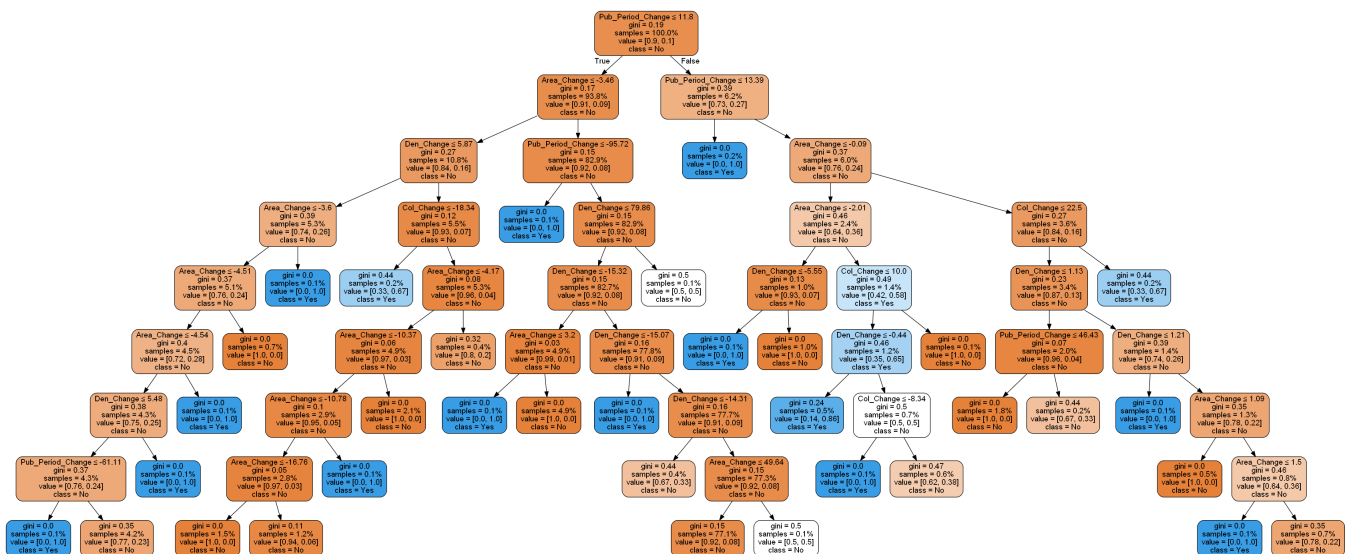 Pub_Period_Change ≤ 11.8
gini = 0.19
samples = 100.0%
value = [0.9, 0.1]
class = No
True
False
Area_Change ≤ -3.46
gini = 0.17
samples = 93.8%
value = [0.91, 0.09]
class = No
Pub_Period_Change ≤ 13.39
gini = 0.39
samples = 6.2%
value = [0.73, 0.27]
class = No
Den_Change ≤ 5.87
gini = 0.27
samples = 10.8%
value = [0.84, 0.16]
class = No
Pub_Period_Change ≤ -95.72
gini = 0.15
samples = 82.9%
value = [0.92, 0.08]
class = No
gini = 0.0
samples = 0.2%
value = [0.0, 1.0]
class = Yes
Area_Change ≤ -0.09
gini = 0.37
samples = 6.0%
value = [0.76, 0.24]
class = No
Area_Change ≤ -3.6
gini = 0.39
samples = 5.3%
value = [0.74, 0.26]
class = No
Col_Change ≤ -18.34
gini = 0.12
samples = 5.5%
value = [0.93, 0.07]
class = No
gini = 0.0
samples = 0.1%
value = [0.0, 1.0]
class = Yes
Den_Change ≤ 79.86
gini = 0.15
samples = 82.9%
value = [0.92, 0.08]
class = No
Area_Change ≤ -2.01
gini = 0.46
samples = 2.4%
value = [0.64, 0.36]
class = No
Col_Change ≤ 22.5
gini = 0.27
samples = 3.6%
value = [0.84, 0.16]
class = No
Area_Change ≤ -4.51
gini = 0.37
samples = 5.1%
value = [0.76, 0.24]
class = No
gini = 0.0
samples = 0.1%
value = [0.0, 1.0]
class = Yes
gini = 0.44
samples = 0.2%
value = [0.33, 0.67]
class = Yes
Area_Change ≤ -4.17
gini = 0.08
samples = 5.3%
value = [0.96, 0.04]
class = No
Den_Change ≤ -15.32
gini = 0.15
samples = 82.7%
value = [0.92, 0.08]
class = No
gini = 0.5
samples = 0.1%
value = [0.5, 0.5]
class = No
Den_Change ≤ -5.55
gini = 0.13
samples = 1.0%
value = [0.93, 0.07]
class = No
Col_Change ≤ 10.0
gini = 0.49
samples = 1.4%
value = [0.42, 0.58]
class = Yes
Den_Change ≤ 1.13
gini = 0.23
samples = 3.4%
value = [0.87, 0.13]
class = No
gini = 0.44
samples = 0.2%
value = [0.33, 0.67]
class = Yes
Area_Change ≤ -4.54
gini = 0.4
samples = 4.5%
value = [0.72, 0.28]
class = No
gini = 0.0
samples = 0.7%
value = [1.0, 0.0]
class = No
Area_Change ≤ -10.37
gini = 0.06
samples = 4.9%
value = [0.97, 0.03]
class = No
gini = 0.32
samples = 0.4%
value = [0.8, 0.2]
class = No
Area_Change ≤ 3.2
gini = 0.03
samples = 4.9%
value = [0.99, 0.01]
class = No
Den_Change ≤ -15.07
gini = 0.16
samples = 77.8%
value = [0.91, 0.09]
class = No
gini = 0.0
samples = 0.1%
value = [0.0, 1.0]
class = Yes
gini = 0.0
samples = 1.0%
value = [1.0, 0.0]
class = No
Den_Change ≤ -0.44
gini = 0.46
samples = 1.2%
value = [0.35, 0.65]
class = Yes
gini = 0.0
samples = 0.1%
value = [1.0, 0.0]
class = No
Pub_Period_Change ≤ 46.43
gini = 0.07
samples = 2.0%
value = [0.96, 0.04]
class = No
Den_Change ≤ 1.21
gini = 0.39
samples = 1.4%
value = [0.74, 0.26]
class = No
Den_Change ≤ 5.48
gini = 0.38
samples = 4.3%
value = [0.75, 0.25]
class = No
gini = 0.0
samples = 0.1%
value = [0.0, 1.0]
class = Yes
Area_Change ≤ -10.78
gini = 0.1
samples = 2.9%
value = [0.95, 0.05]
class = No
gini = 0.0
samples = 2.1%
value = [1.0, 0.0]
class = No
gini = 0.0
samples = 0.1%
value = [0.0, 1.0]
class = Yes
gini = 0.0
samples = 4.9%
value = [1.0, 0.0]
class = No
gini = 0.0
samples = 0.1%
value = [0.0, 1.0]
class = Yes
Den_Change ≤ -14.31
gini = 0.16
samples = 77.7%
value = [0.91, 0.09]
class = No
gini = 0.24
samples = 0.5%
value = [0.14, 0.86]
class = Yes
Col_Change ≤ -8.34
gini = 0.5
samples = 0.7%
value = [0.5, 0.5]
class = No
gini = 0.0
samples = 1.8%
value = [1.0, 0.0]
class = No
gini = 0.44
samples = 0.2%
value = [0.67, 0.33]
class = No
gini = 0.0
samples = 0.1%
value = [0.0, 1.0]
class = Yes
Area_Change ≤ 1.09
gini = 0.35
samples = 1.3%
value = [0.78, 0.22]
class = No
Pub_Period_Change ≤ -61.11
gini = 0.37
samples = 4.3%
value = [0.76, 0.24]
class = No
gini = 0.0
samples = 0.1%
value = [0.0, 1.0]
class = Yes
Area_Change ≤ -16.76
gini = 0.05
samples = 2.8%
value = [0.97, 0.03]
class = No
gini = 0.0
samples = 0.1%
value = [0.0, 1.0]
class = Yes
gini = 0.44
samples = 0.4%
value = [0.67, 0.33]
class = No
Area_Change ≤ 49.64
gini = 0.15
samples = 77.3%
value = [0.92, 0.08]
class = No
gini = 0.0
samples = 0.1%
value = [0.0, 1.0]
class = Yes
gini = 0.47
samples = 0.6%
value = [0.62, 0.38]
class = No
gini = 0.0
samples = 0.5%
value = [1.0, 0.0]
class = No
Area_Change ≤ 1.5
gini = 0.46
samples = 0.8%
value = [0.64, 0.36]
class = No
gini = 0.0
samples = 0.1%
value = [0.0, 1.0]
class = Yes
gini = 0.35
samples = 4.2%
value = [0.77, 0.23]
class = No
gini = 0.0
samples = 1.5%
value = [1.0, 0.0]
class = No
gini = 0.11
samples = 1.2%
value = [0.94, 0.06]
class = No
gini = 0.15
samples = 77.1%
value = [0.92, 0.08]
class = No
gini = 0.5
samples = 0.1%
value = [0.5, 0.5]
class = No
gini = 0.0
samples = 0.1%
value = [0.0, 1.0]
class = Yes
gini = 0.35
samples = 0.7%
value = [0.78, 0.22]
class = No